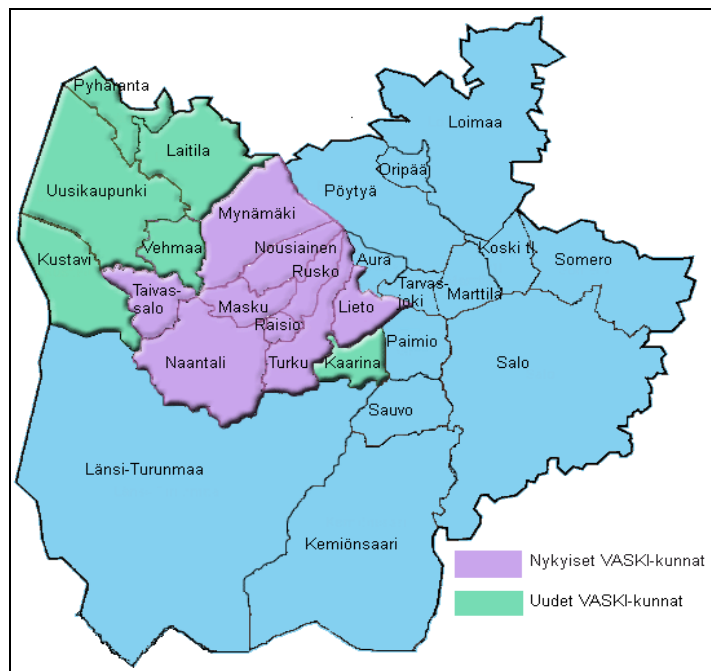 Pyhäranta
Loimaa
Laitila
Oripää
Uusikaupunki
Pöytyä
Mynämäki
Vehmaa
Nousiainen
Koski tl.
Kustavi
Aura
Somero
Rusko
Taivas-
salo
Tarvas-
joki
Marttila
Masku
Lieto
Raisio
Paimio
Naantali
Turku
Kaarina
Salo
Sauvo
Länsi-Turunmaa
Kemiönsaari
Nykyiset VASKI-kunnat
Uudet VASKI-kunnat